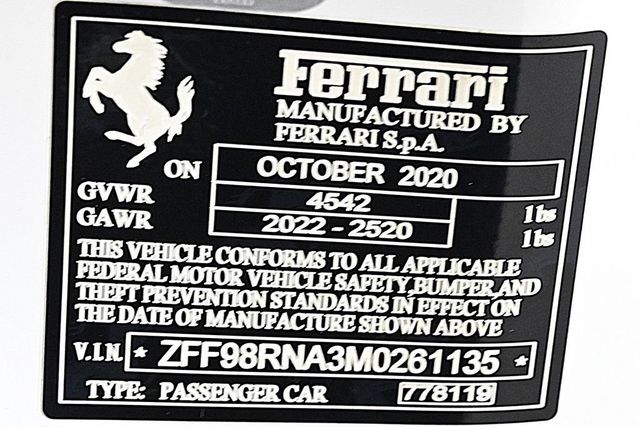 Ferrari
MANUFACTURED BY
FERRARI S.p.A.
ON OCTOBER 2020
GVWR 4542 lbs
GAWR 2022 - 2520 lbs
THIS VEHICLE CONFORMS TO ALL APPLICABLE
FEDERAL MOTOR VEHICLE SAFETY, BUMPER, AND
THEFT PREVENTION STANDARDS IN EFFECT ON
THE DATE OF MANUFACTURE SHOWN ABOVE
V.I.N. * ZFF98RNA3M0261135 *
TYPE: PASSENGER CAR 778119